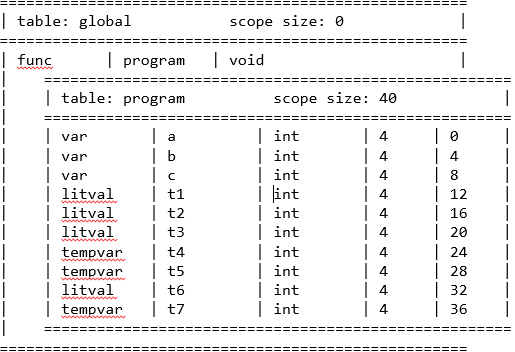 =========================================================
| table: global scope size: 0 |
=========================================================
| func | program | void |
| =========================================================
| | table: program scope size: 40 |
| =========================================================
| | var | a | int | 4 | 0 |
| | var | b | int | 4 | 4 |
| | var | c | int | 4 | 8 |
| | litval | t1 | int | 4 | 12 |
| | litval | t2 | int | 4 | 16 |
| | litval | t3 | int | 4 | 20 |
| | tempvar | t4 | int | 4 | 24 |
| | tempvar | t5 | int | 4 | 28 |
| | litval | t6 | int | 4 | 32 |
| | tempvar | t7 | int | 4 | 36 |
| =========================================================
=========================================================